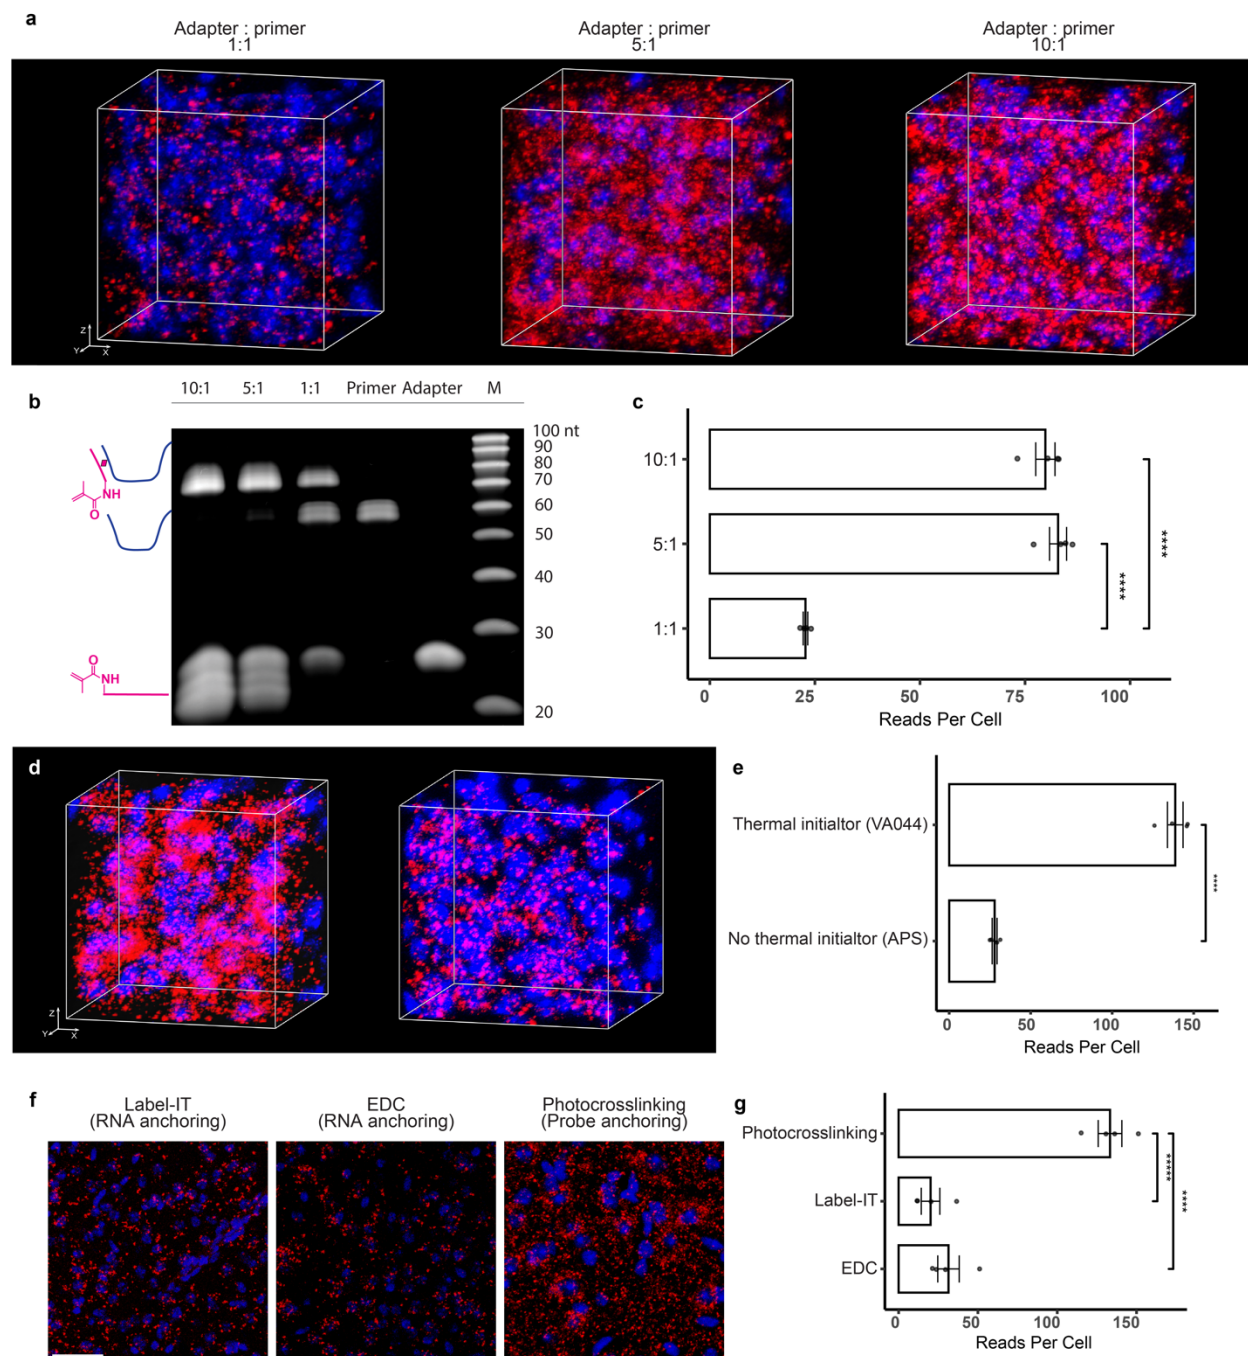 a
Adapter : primer
1:1
Adapter : primer
5:1
Adapter : primer
10:1
Z
Y
X
b
10:1 5:1 1:1 Primer Adapter M
100 nt
90
80
70
60
50
40
30
20
NH
O
O
NH
c
10:1
5:1
1:1
****
****
0 25 75 100
Reads Per Cell
d
Z
Y
X
e
Thermal initialtor (VA044)
No thermal initialtor (APS)
****
0 50 100 150
Reads Per Cell
f
Label-IT
(RNA anchoring)
EDC
(RNA anchoring)
Photocrosslinking
(Probe anchoring)
g
Photocrosslinking
Label-IT
EDC
*****
****
0 50 100 150
Reads Per Cell